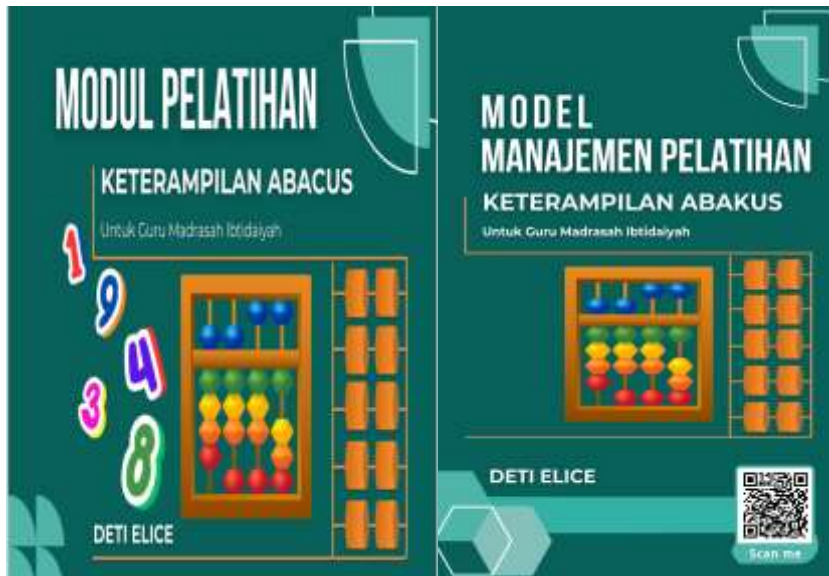 MODUL PELATIHAN
KETERAMPILAN ABACUS
Untuk Guru Madrasah Ibtidaiyah
1
9
4
3
8
DETI ELICE
MODEL
MANAJEMEN PELATIHAN
KETERAMPILAN ABAKUS
Untuk Guru Madrasah Ibtidaiyah
DETI ELICE
Scan me